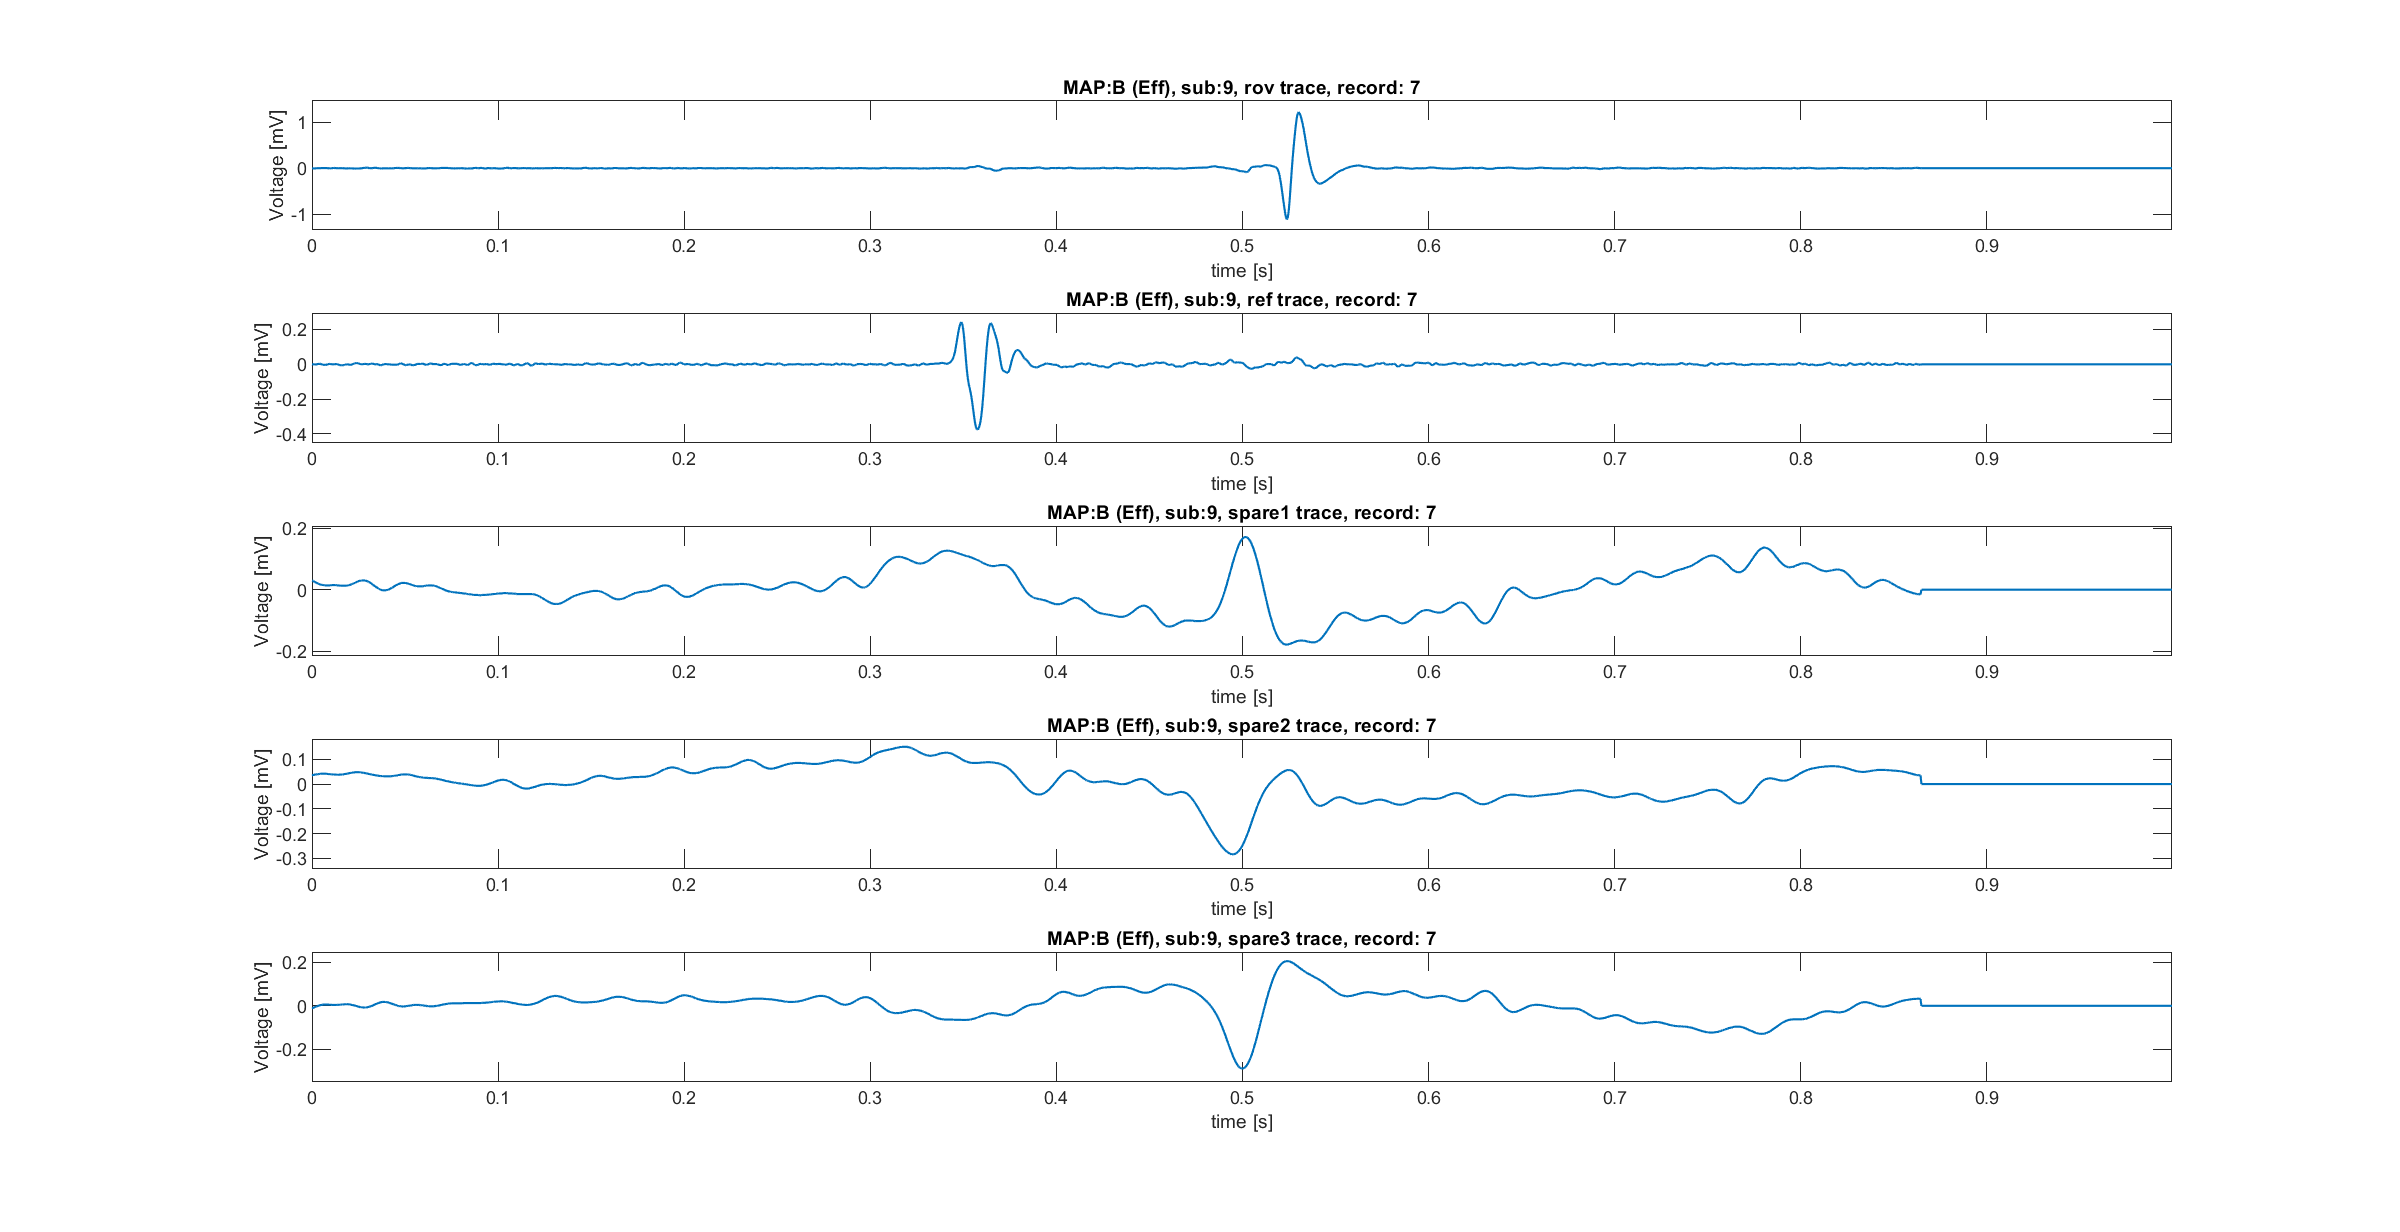 MAP:B (Eff), sub:9, rov trace, record: 7
Voltage [mV]
1
0
-1
0 0.1 0.2 0.3 0.4 0.5 0.6 0.7 0.8 0.9
time [s]
MAP:B (Eff), sub:9, ref trace, record: 7
Voltage [mV]
0.2
0
-0.2
-0.4
0 0.1 0.2 0.3 0.4 0.5 0.6 0.7 0.8 0.9
time [s]
MAP:B (Eff), sub:9, spare1 trace, record: 7
Voltage [mV]
0.2
0
-0.2
0 0.1 0.2 0.3 0.4 0.5 0.6 0.7 0.8 0.9
time [s]
MAP:B (Eff), sub:9, spare2 trace, record: 7
Voltage [mV]
0.1
0
-0.1
-0.2
-0.3
0 0.1 0.2 0.3 0.4 0.5 0.6 0.7 0.8 0.9
time [s]
MAP:B (Eff), sub:9, spare3 trace, record: 7
Voltage [mV]
0.2
0
-0.2
0 0.1 0.2 0.3 0.4 0.5 0.6 0.7 0.8 0.9
time [s]